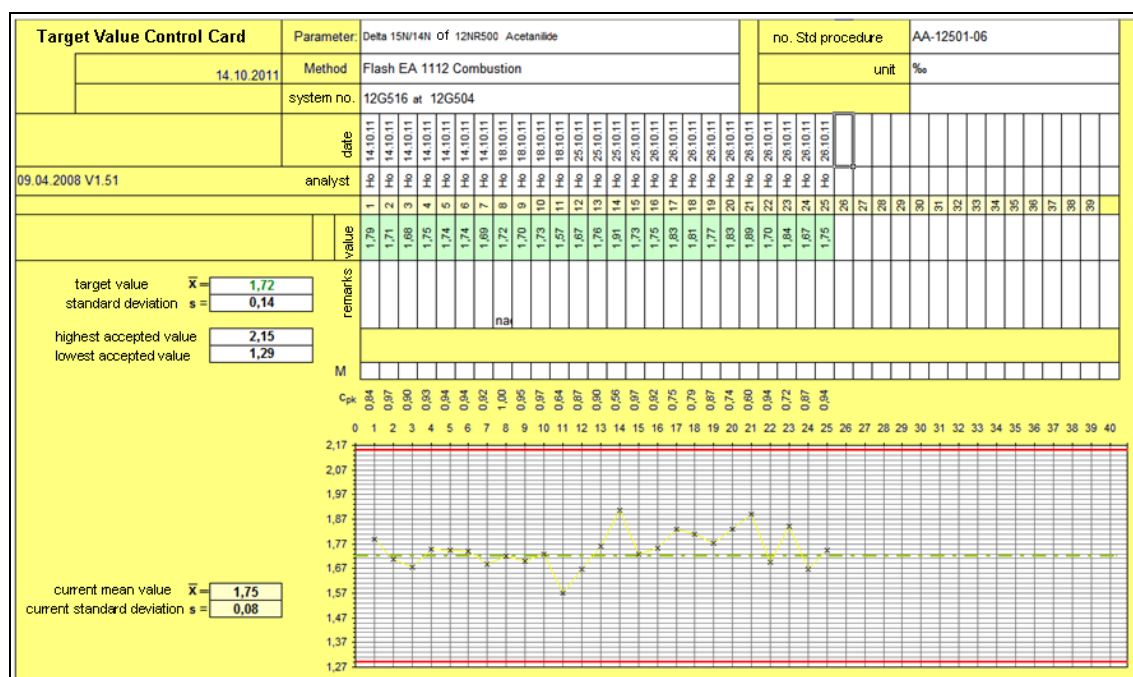 Target Value Control Card Parameter: Delta 15N/14N of 12NR500 Acetanilide no. Std procedure AA-12501-06
14.10.2011 Method Flash EA 1112 Combustion unit ‰
system no. 12G516 at 12G504
date 14.10.11 14.10.11 14.10.11 14.10.11 14.10.11 14.10.11 14.10.11 18.10.11 18.10.11 18.10.11 18.10.11 25.10.11 25.10.11 25.10.11 25.10.11 26.10.11 26.10.11 26.10.11 26.10.11 26.10.11 26.10.11 26.10.11 26.10.11 26.10.11 26.10.11
09.04.2008 V1.51 analyst Ho Ho Ho Ho Ho Ho Ho Ho Ho Ho Ho Ho Ho Ho Ho Ho Ho Ho Ho Ho Ho Ho Ho Ho Ho
1 2 3 4 5 6 7 8 9 10 11 12 13 14 15 16 17 18 19 20 21 22 23 24 25 26 27 28 29 30 31 32 33 34 35 36 37 38 39
value 1,79 1,71 1,68 1,75 1,74 1,74 1,69 1,72 1,70 1,73 1,57 1,67 1,76 1,91 1,73 1,75 1,83 1,81 1,77 1,83 1,89 1,70 1,84 1,67 1,75
remarks
target value x̅ = 1,72
standard deviation s = 0,14
highest accepted value 2,15
lowest accepted value 1,29
M
cpk 0,84 0,97 0,90 0,93 0,94 0,94 0,92 1,00 0,95 0,97 0,64 0,87 0,90 0,56 0,97 0,92 0,75 0,79 0,87 0,74 0,60 0,94 0,72 0,87 0,94
0 1 2 3 4 5 6 7 8 9 10 11 12 13 14 15 16 17 18 19 20 21 22 23 24 25 26 27 28 29 30 31 32 33 34 35 36 37 38 39 40
2,17
2,07
1,97
1,87
1,77
1,67
1,57
1,47
1,37
1,27
current mean value x̅ = 1,75
current standard deviation s = 0,08